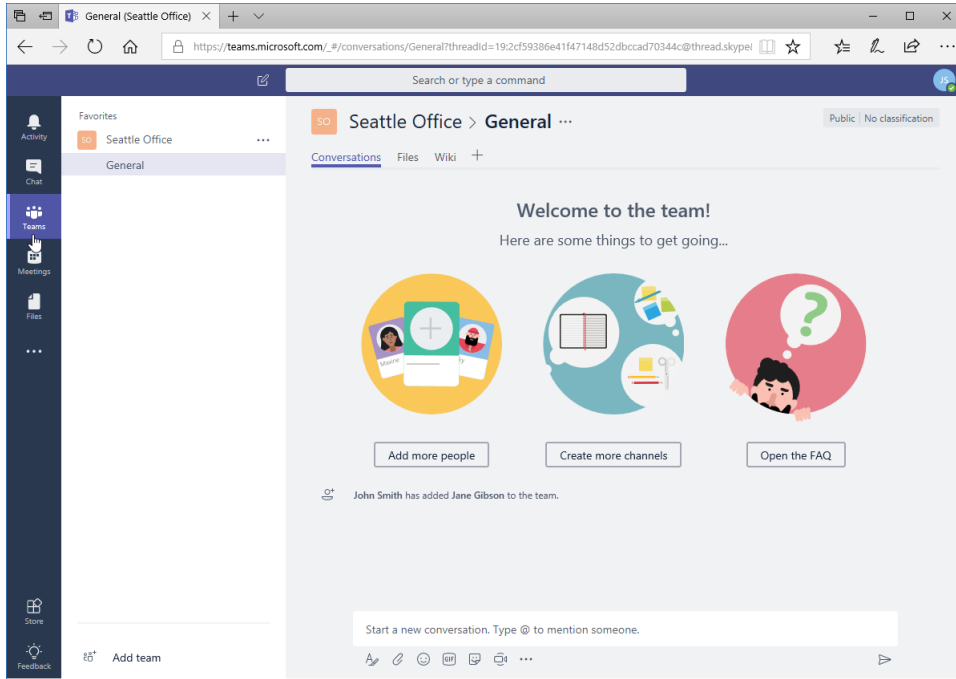 General (Seattle Office)
https://teams.microsoft.com/_#/conversations/General?threadId=19:2cf59386e41f47148d52dbccad70344c@thread.skype&
Search or type a command
JS
Activity
Chat
Teams
Meetings
Files
Store
Feedback
Favorites
SO Seattle Office
General
Add team
SO Seattle Office > General
Public No classification
Conversations Files Wiki
Welcome to the team!
Here are some things to get going...
Maxine
Add more people Create more channels Open the FAQ
John Smith has added Jane Gibson to the team.
Start a new conversation. Type @ to mention someone.
GIF